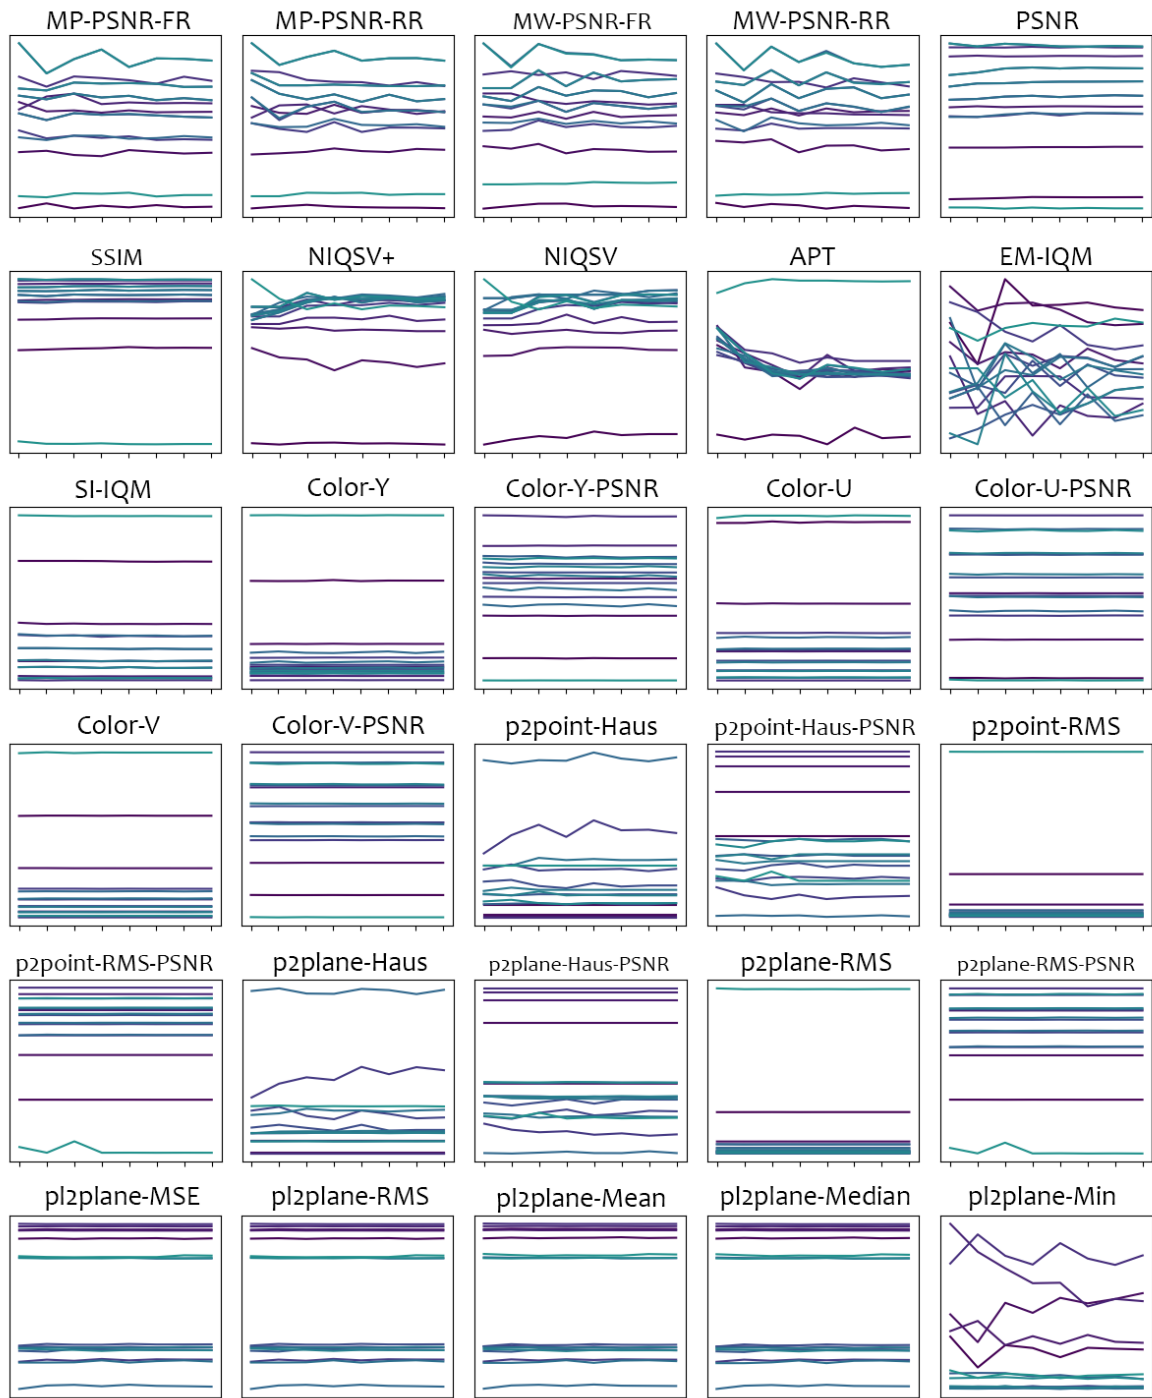 MP-PSNR-FR MP-PSNR-RR MW-PSNR-FR MW-PSNR-RR PSNR
SSIM NIQSV+ NIQSV APT EM-IQM
SI-IQM Color-Y Color-Y-PSNR Color-U Color-U-PSNR
Color-V Color-V-PSNR p2point-Haus p2point-Haus-PSNR p2point-RMS
p2point-RMS-PSNR p2plane-Haus p2plane-Haus-PSNR p2plane-RMS p2plane-RMS-PSNR
pl2plane-MSE pl2plane-RMS pl2plane-Mean pl2plane-Median pl2plane-Min